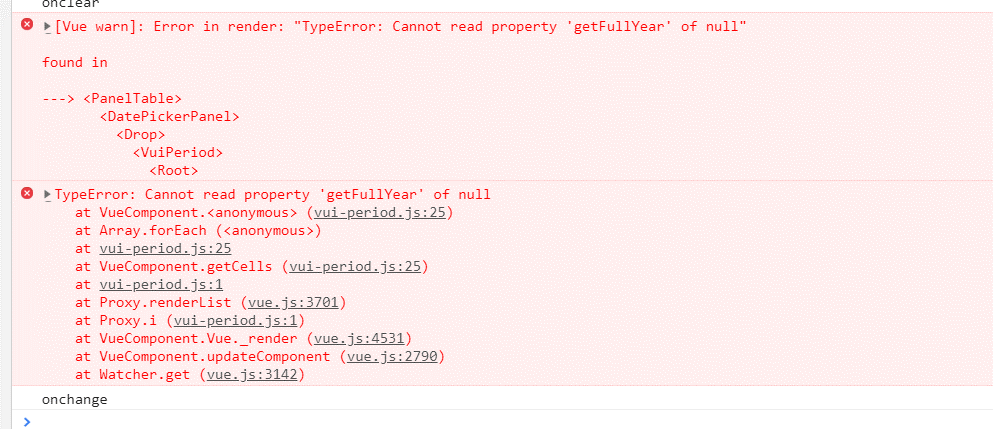 onclear
[Vue warn]: Error in render: "TypeError: Cannot read property 'getFullYear' of null"
found in
---> <PanelTable>
<DatePickerPanel>
<Drop>
<VuiPeriod>
<Root>
TypeError: Cannot read property 'getFullYear' of null
at VueComponent.<anonymous> (vui-period.js:25)
at Array.forEach (<anonymous>)
at vui-period.js:25
at VueComponent.getCells (vui-period.js:25)
at vui-period.js:1
at Proxy.renderList (vue.js:3701)
at Proxy.i (vui-period.js:1)
at VueComponent.Vue._render (vue.js:4531)
at VueComponent.updateComponent (vue.js:2790)
at Watcher.get (vue.js:3142)
onchange